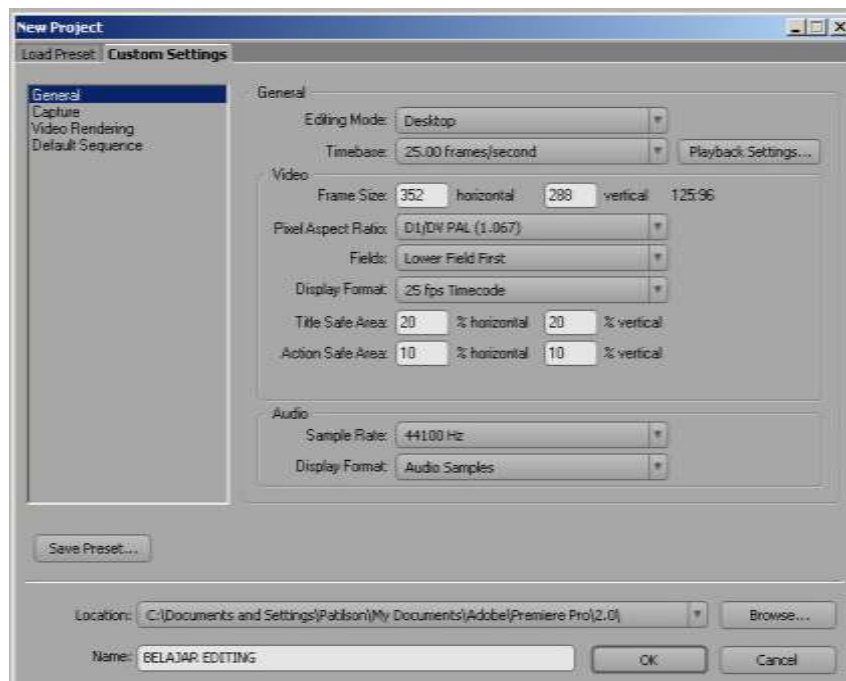 New Project
Load Preset Custom Settings
General
Capture
Video Rendering
Default Sequence
General
Editing Mode: Desktop
Timebase: 25.00 frames/second Playback Settings...
Video
Frame Size: 352 horizontal 288 vertical 125:96
Pixel Aspect Ratio: D1/DV PAL (1.067)
Fields: Lower Field First
Display Format: 25 fps Timecode
Title Safe Area: 20 % horizontal 20 % vertical
Action Safe Area: 10 % horizontal 10 % vertical
Audio
Sample Rate: 44100 Hz
Display Format: Audio Samples
Save Preset...
Location: C:\Documents and Settings\Patilson\My Documents\Adobe\Premiere Pro\2.0\ Browse...
Name: BELAJAR EDITING OK Cancel